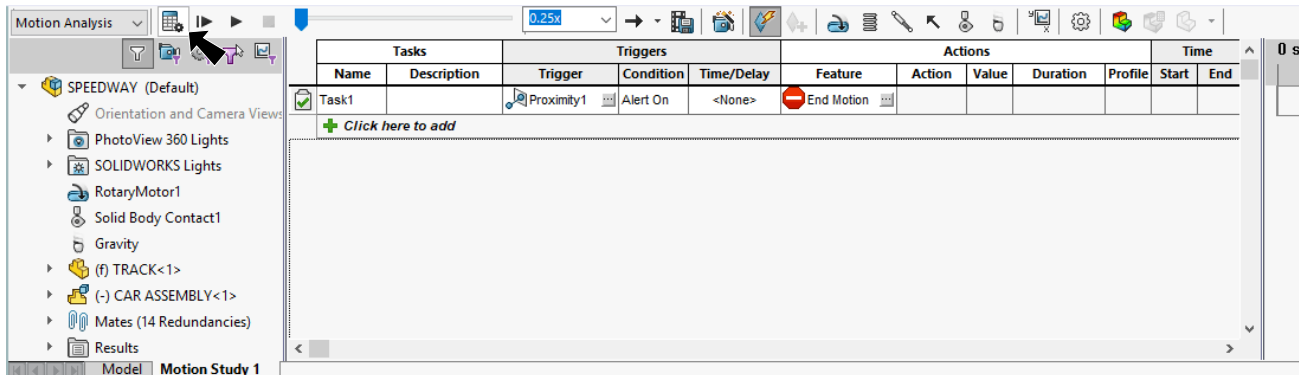 Motion Analysis
0.25x
Tasks Triggers Actions Time 0 s
Name Description Trigger Condition Time/Delay Feature Action Value Duration Profile Start End
Task1 Proximity1 Alert On <None> End Motion
Click here to add
SPEEDWAY (Default)
Orientation and Camera Views
PhotoView 360 Lights
SOLIDWORKS Lights
RotaryMotor1
Solid Body Contact1
Gravity
(f) TRACK<1>
(-) CAR ASSEMBLY<1>
Mates (14 Redundancies)
Results
Model Motion Study 1